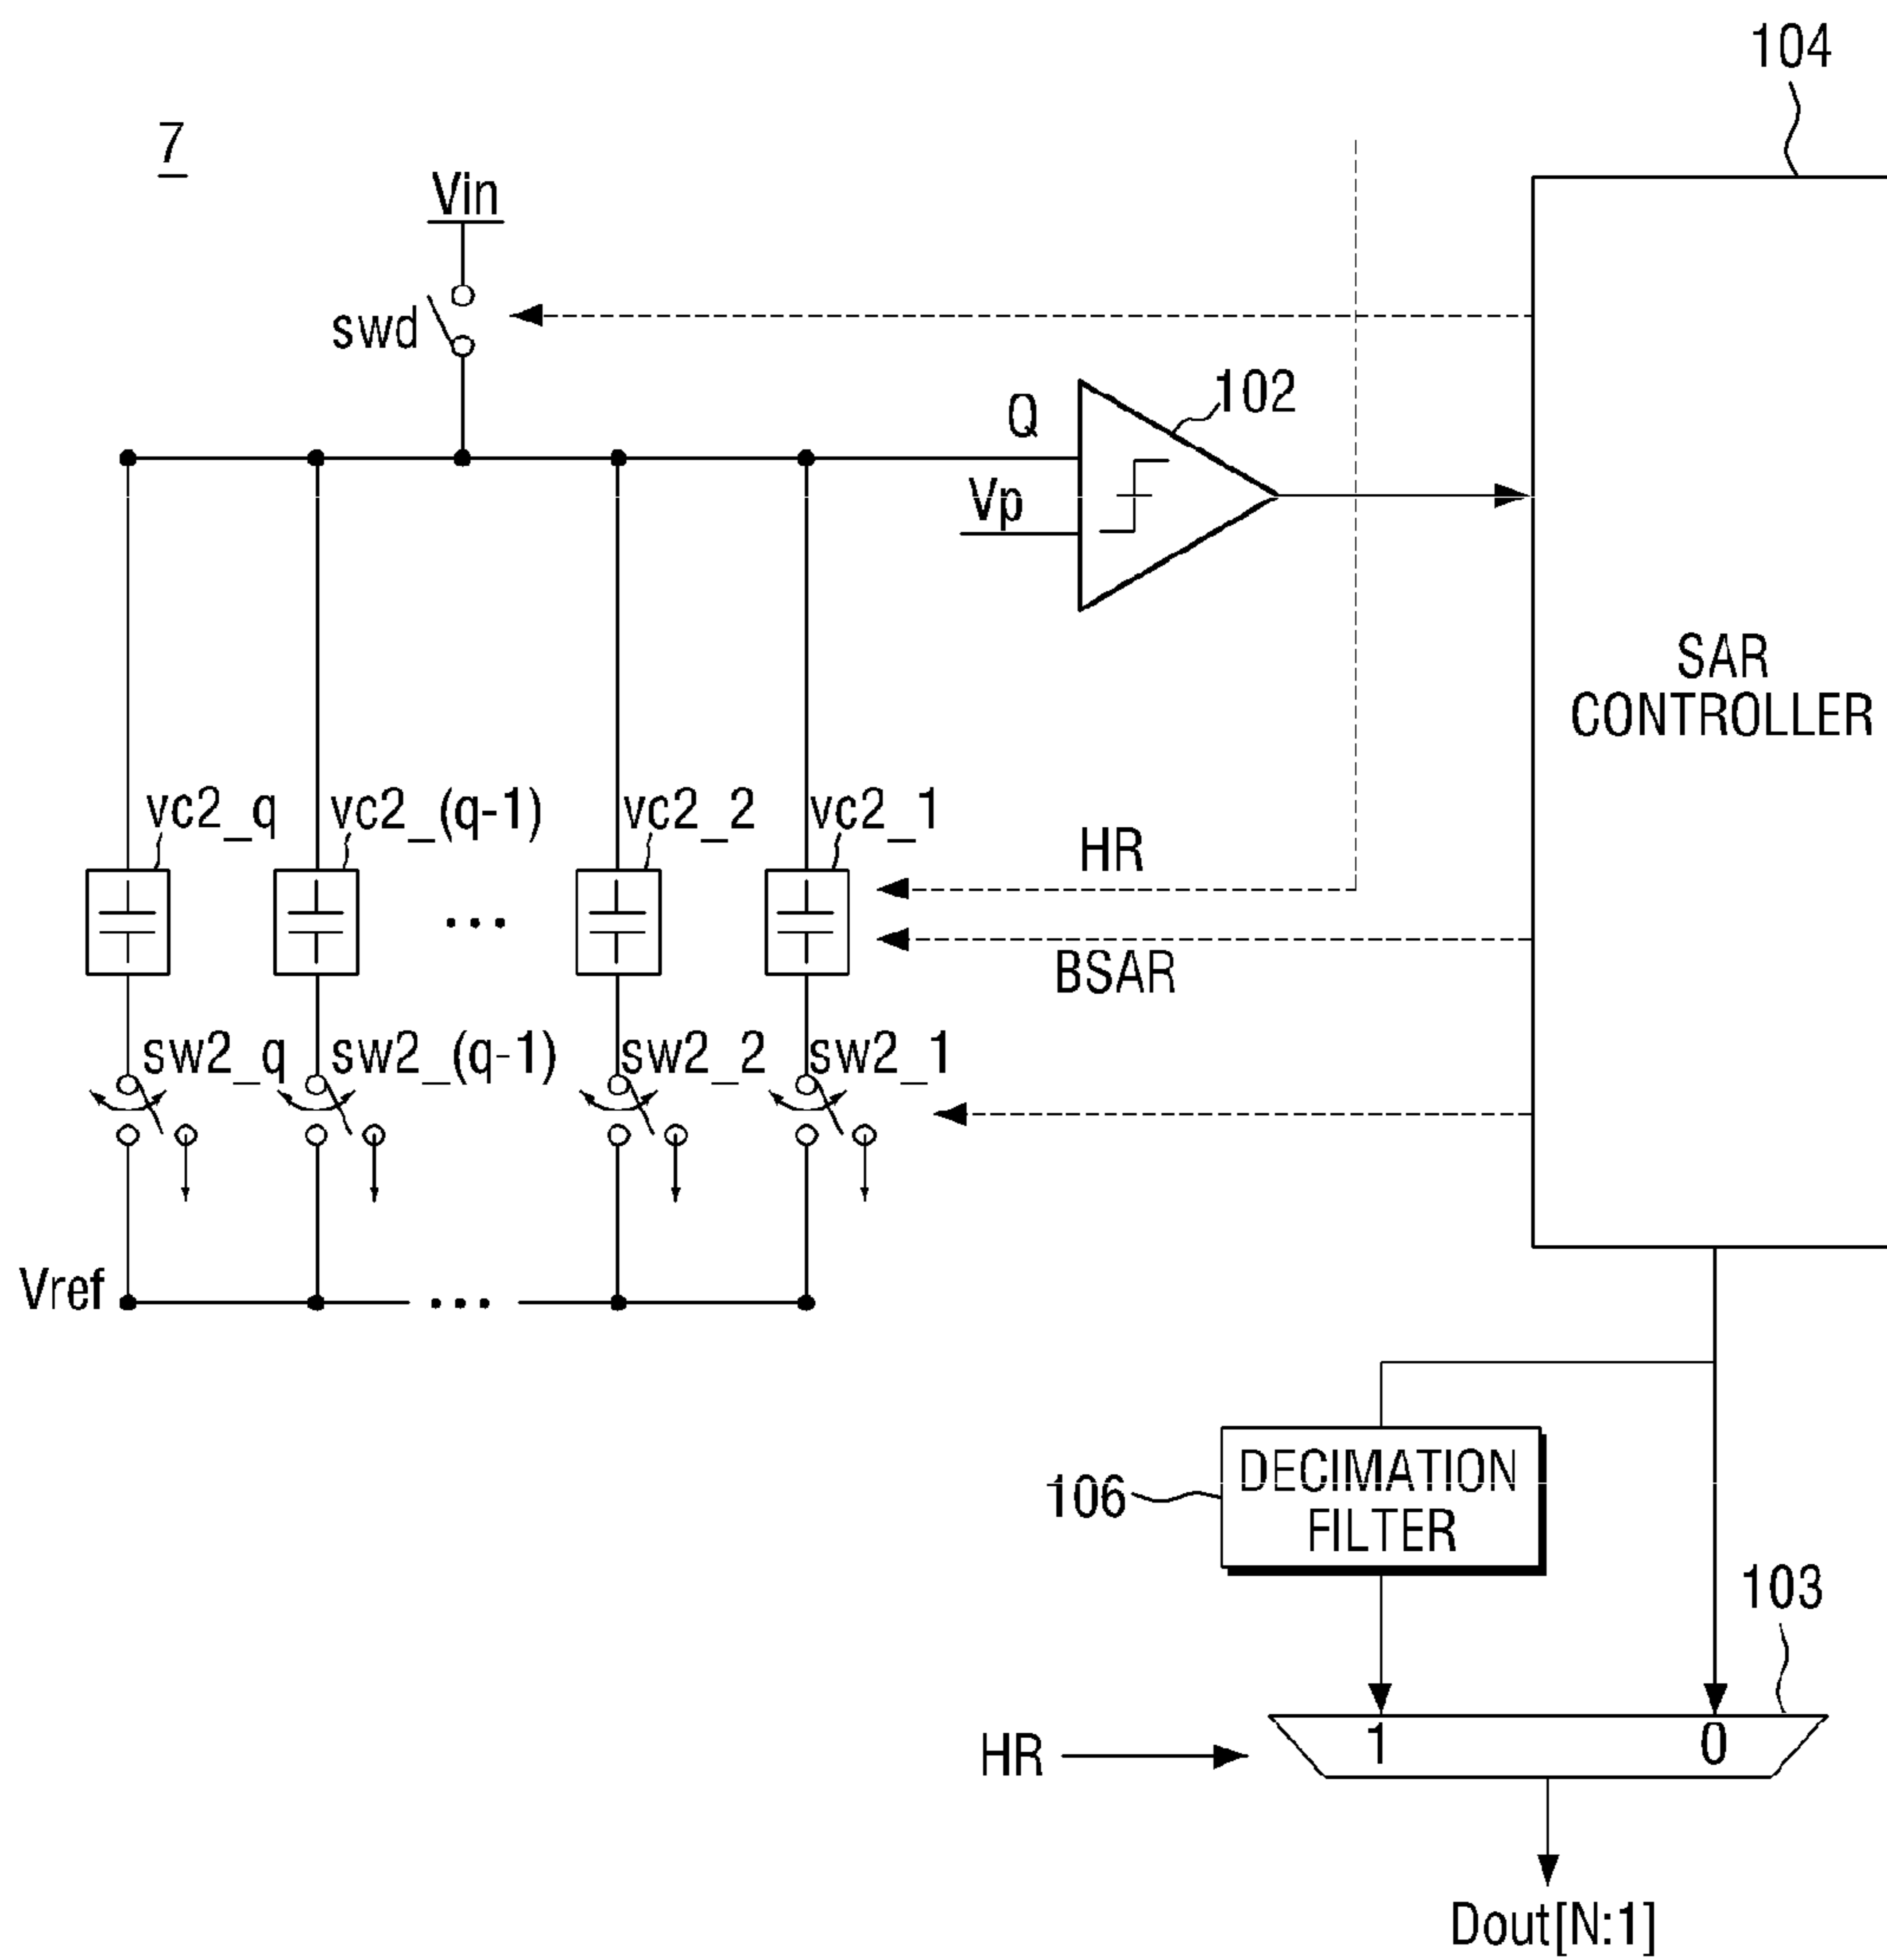 104
7
Vin
swd
102
Q
Vp
SAR
CONTROLLER
vc2_q
vc2_(q-1)
vc2_2
vc2_1
HR
BSAR
sw2_q
sw2_(q-1)
sw2_2
sw2_1
Vref
DECIMATION
FILTER
106
103
HR
1
0
Dout[N:1]